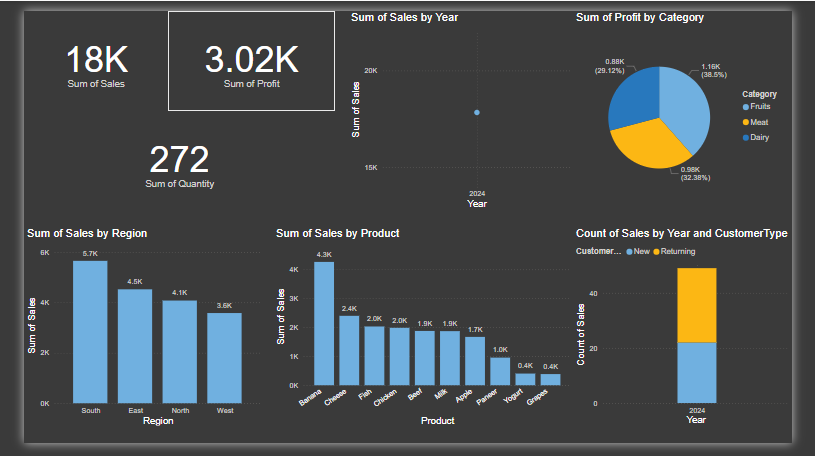 18K
Sum of Sales
3.02K
Sum of Profit
272
Sum of Quantity
Sum of Sales by Year
Sum of Sales
20K
15K
2024
Year
Sum of Profit by Category
0.88K
(29.12%)
1.16K
(38.5%)
0.98K
(32.38%)
Category
Fruits
Meat
Dairy
Sum of Sales by Region
Sum of Sales
6K
4K
2K
0K
5.7K
4.5K
4.1K
3.6K
South
East
North
West
Region
Sum of Sales by Product
Sum of Sales
4K
3K
2K
1K
0K
4.3K
2.4K
2.0K
2.0K
1.9K
1.9K
1.7K
1.0K
0.4K
0.4K
Banana
Cheese
Fish
Chicken
Beef
Milk
Apple
Paneer
Yogurt
Grapes
Product
Count of Sales by Year and CustomerType
Customer... New Returning
Count of Sales
40
20
0
2024
Year